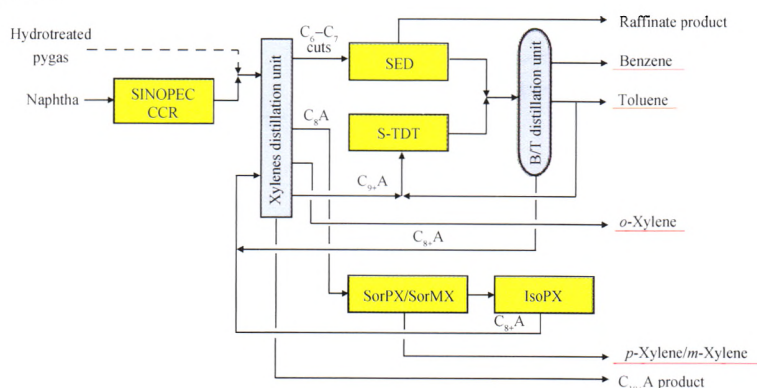 Hydrotreated
pygas
Naphtha
SINOPEC
CCR
Xylenes distillation unit
C₆–C₇
cuts
SED
Raffinate product
Benzene
Toluene
B/T distillation unit
C₈A
S-TDT
C₉₊A
o-Xylene
C₈₊A
SorPX/SorMX
IsoPX
C₈₊A
p-Xylene/m-Xylene
A product